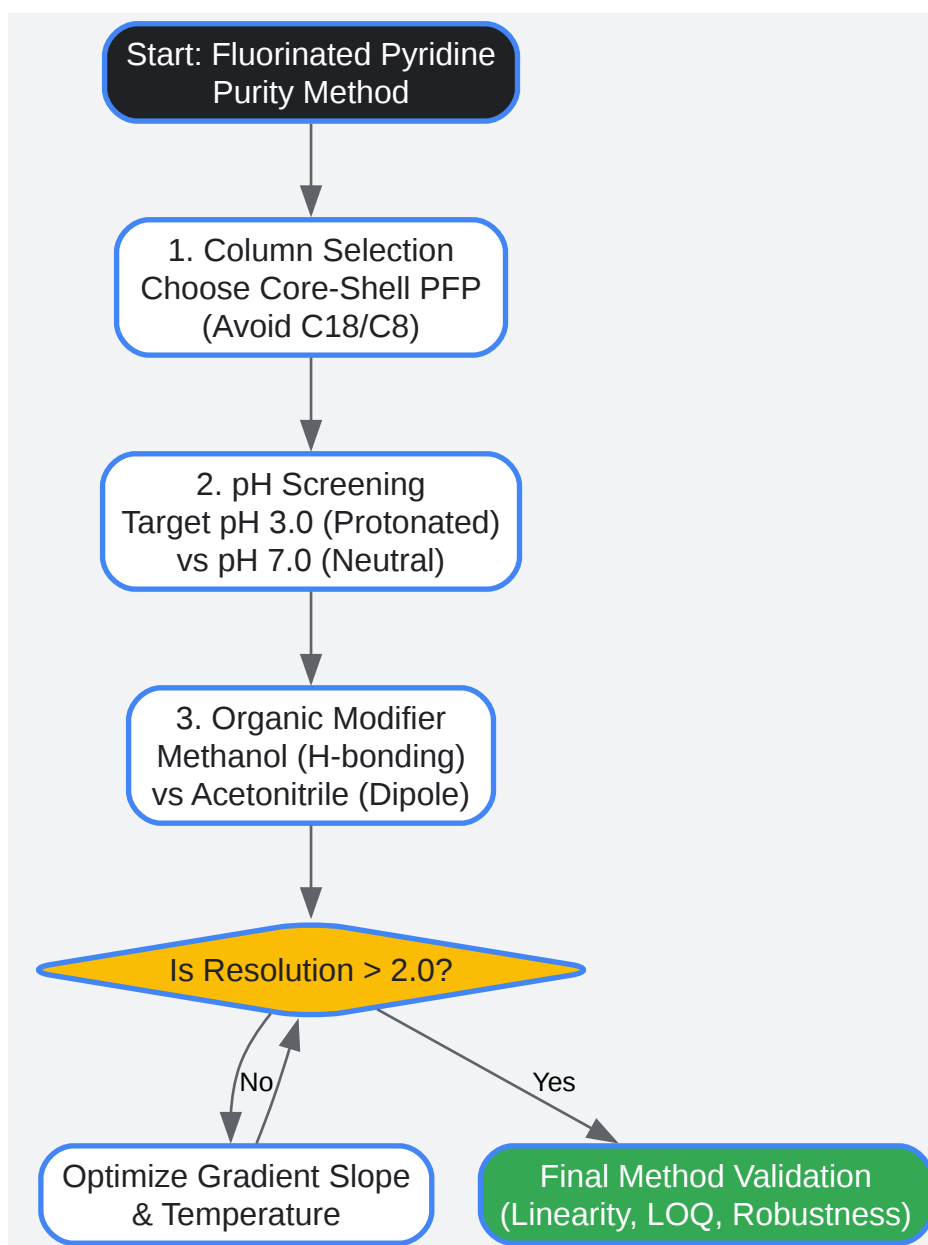 Start: Fluorinated Pyridine
Purity Method
1. Column Selection
Choose Core-Shell PFP
(Avoid C18/C8)
2. pH Screening
Target pH 3.0 (Protonated)
vs pH 7.0 (Neutral)
3. Organic Modifier
Methanol (H-bonding)
vs Acetonitrile (Dipole)
Is Resolution > 2.0?
No
Yes
Optimize Gradient Slope
& Temperature
Final Method Validation
(Linearity, LOQ, Robustness)